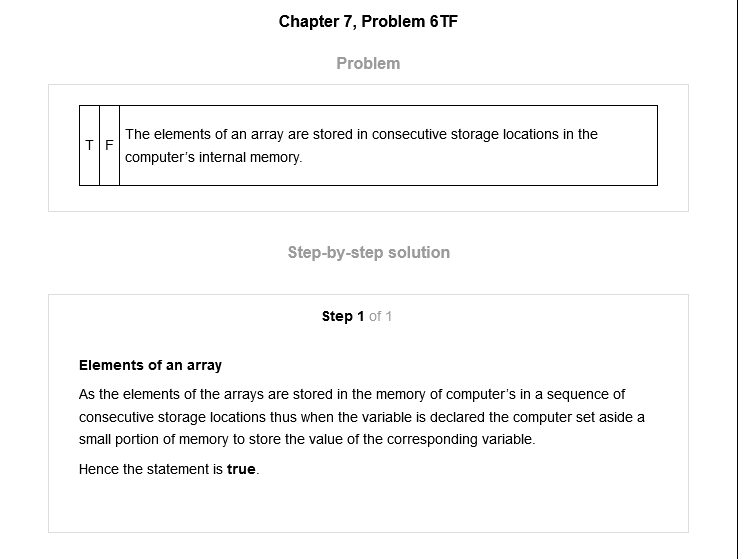 Chapter 7, Problem 6TF
Problem
T F The elements of an array are stored in consecutive storage locations in the
computer's internal memory.
Step-by-step solution
Step 1 of 1
Elements of an array
As the elements of the arrays are stored in the memory of computer's in a sequence of
consecutive storage locations thus when the variable is declared the computer set aside a
small portion of memory to store the value of the corresponding variable.
Hence the statement is true.